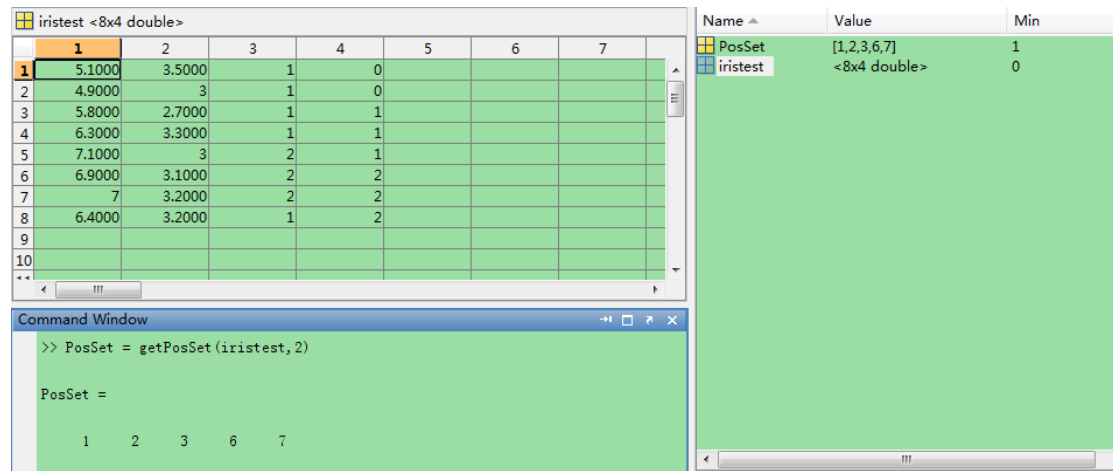 iristest <8x4 double>
1 2 3 4 5 6 7
1 5.1000 3.5000 1 0
2 4.9000 3 1 0
3 5.8000 2.7000 1 1
4 6.3000 3.3000 1 1
5 7.1000 3 2 1
6 6.9000 3.1000 2 2
7 7 3.2000 2 2
8 6.4000 3.2000 1 2
9
10
Name Value Min
PosSet [1,2,3,6,7] 1
iristest <8x4 double> 0
Command Window
>> PosSet = getPosSet(iristest,2)
PosSet =
1 2 3 6 7